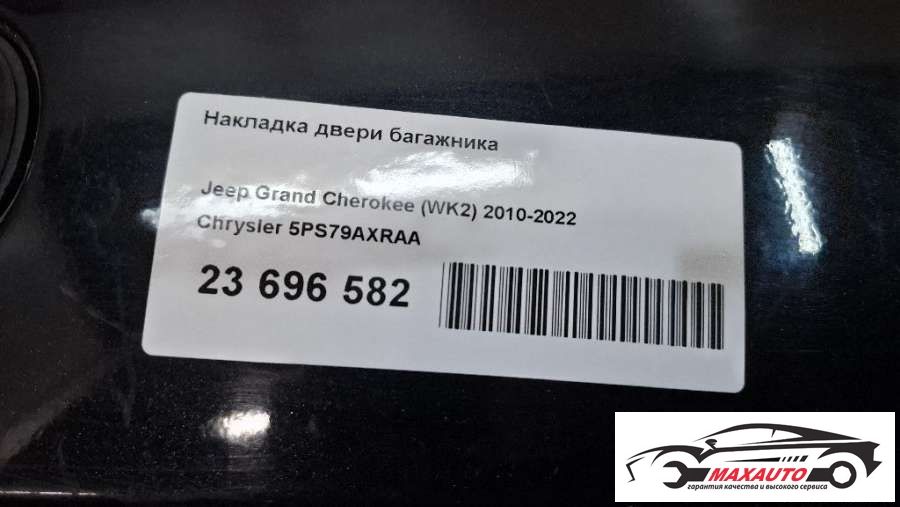 Накладка двери багажника
Jeep Grand Cherokee (WK2) 2010-2022
Chrysler 5PS79AXRAA
23 696 582
MAXAUTO
гарантия качества и высокого сервиса